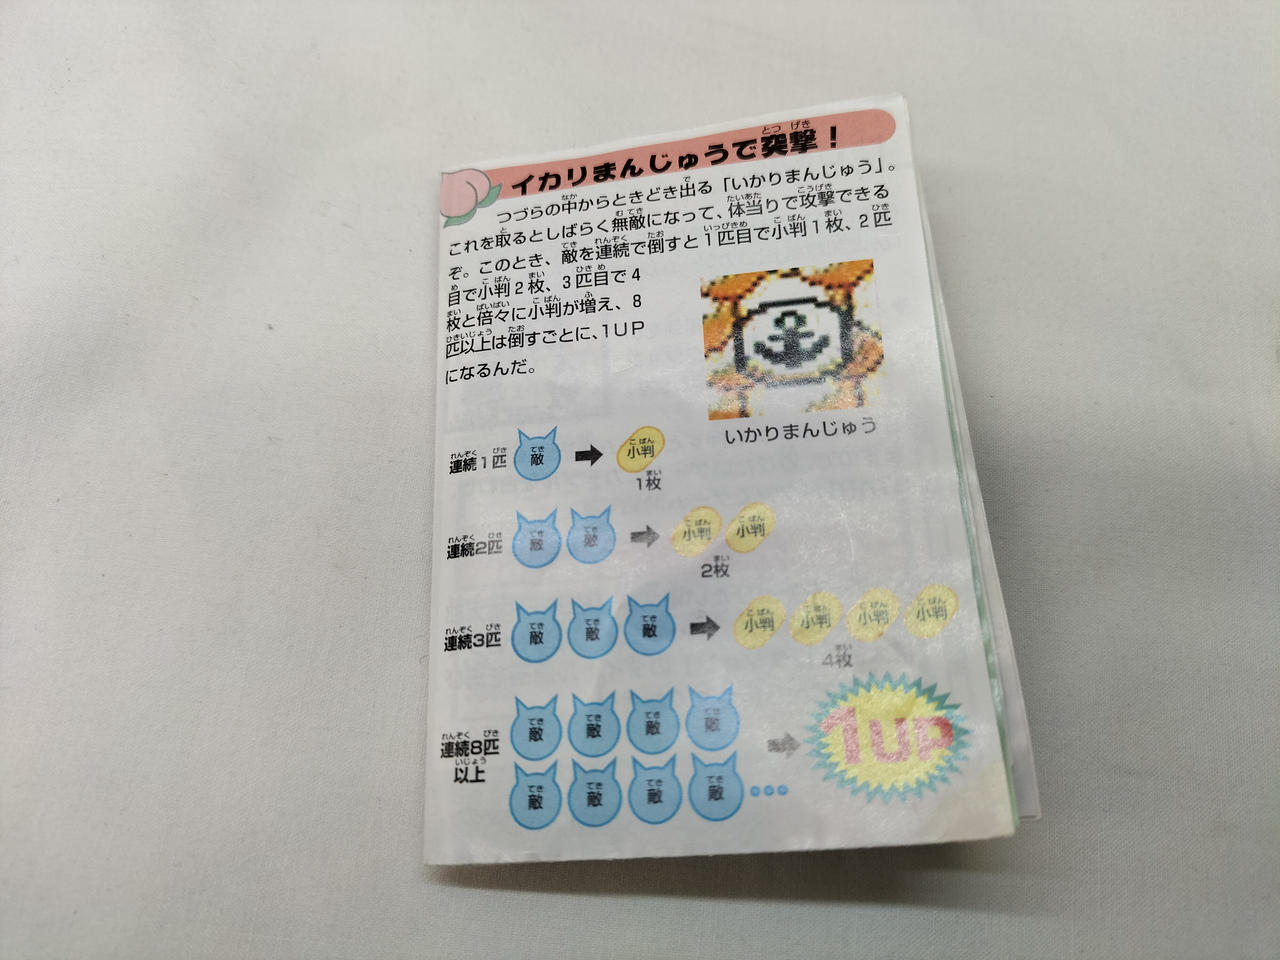 イカリまんじゅうで突撃！
つづらの中からときどき出る「いかりまんじゅう」。
これを取るとしばらく無敵になって、体当りで攻撃できる
ぞ。このとき、敵を連続で倒すと1匹目で小判1枚、2匹
目で小判2枚、3匹目で4
枚と倍々に小判が増え、8
匹以上は倒すごとに、1UP
になるんだ。
いかりまんじゅう
連続1匹 敵 小判
1枚
連続2匹 敵 敵 小判 小判
2枚
連続3匹 敵 敵 敵 小判 小判 小判 小判
4枚
連続8匹
以上
敵 敵 敵 敵
敵 敵 敵 敵
1UP